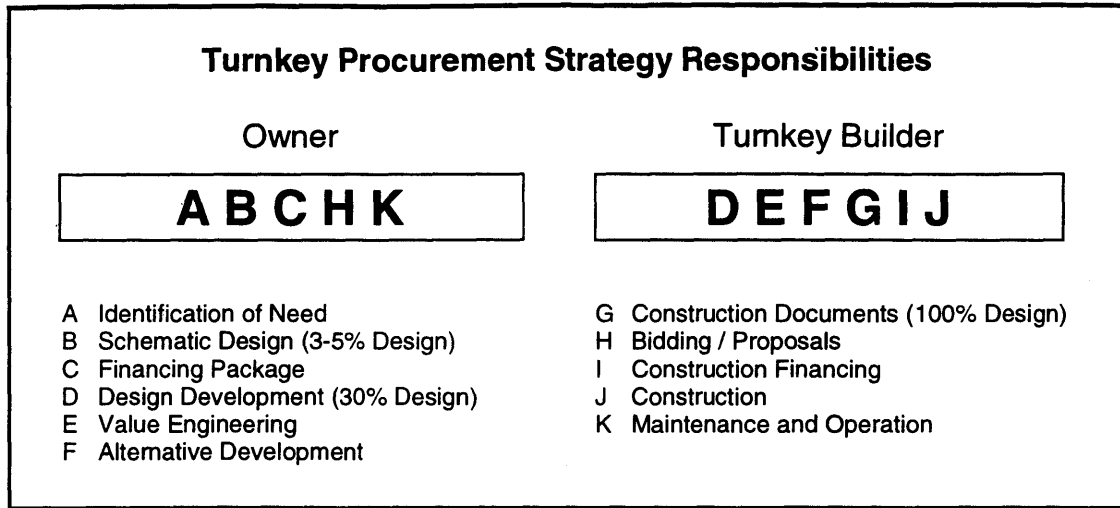 Turnkey Procurement Strategy Responsibilities
Owner
A B C H K
Turnkey Builder
D E F G I J
A Identification of Need
B Schematic Design (3-5% Design)
C Financing Package
D Design Development (30% Design)
E Value Engineering
F Alternative Development
G Construction Documents (100% Design)
H Bidding / Proposals
I Construction Financing
J Construction
K Maintenance and Operation